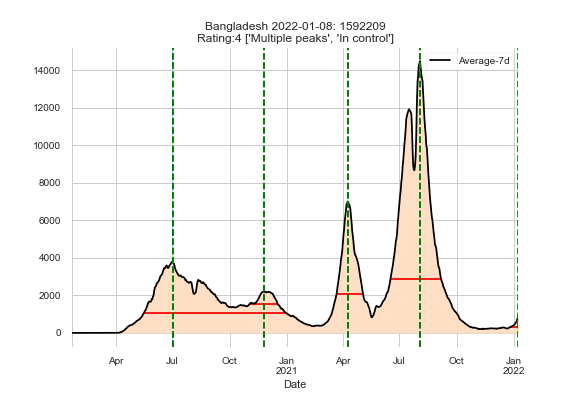 Bangladesh 2022-01-08: 1592209
Rating:4 ['Multiple peaks', 'In control']
Average-7d
14000
12000
10000
8000
6000
4000
2000
0
Apr Jul Oct Jan Apr Jul Oct Jan
2021 2022
Date